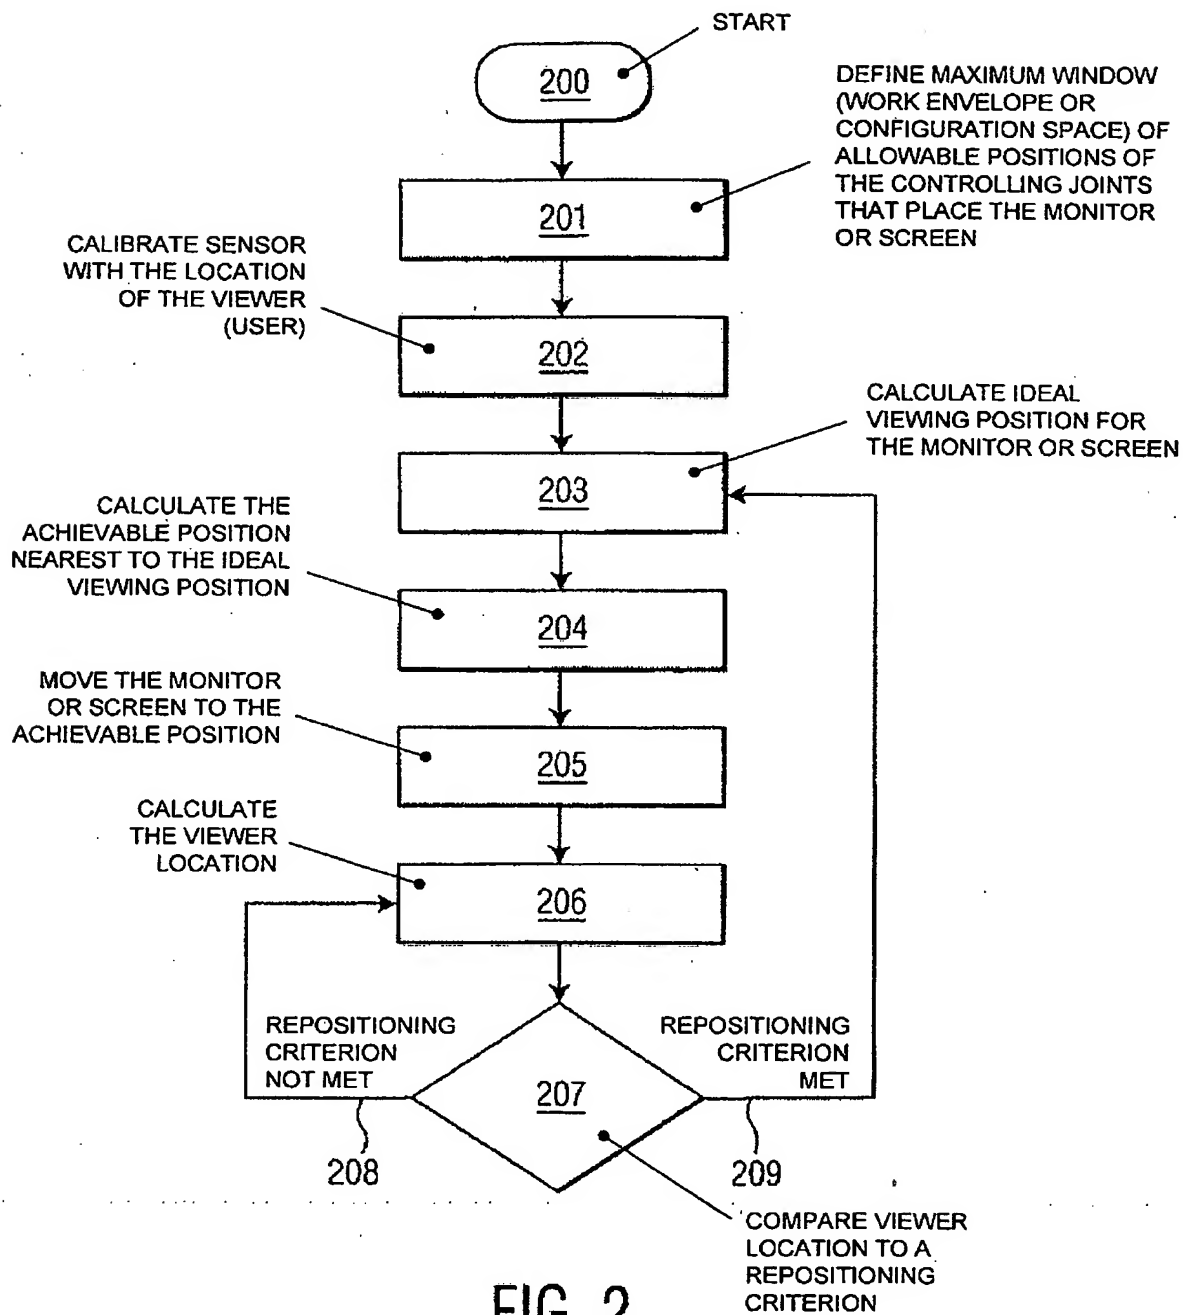 START
200
DEFINE MAXIMUM WINDOW
(WORK ENVELOPE OR
CONFIGURATION SPACE) OF
ALLOWABLE POSITIONS OF
THE CONTROLLING JOINTS
THAT PLACE THE MONITOR
OR SCREEN
201
CALIBRATE SENSOR
WITH THE LOCATION
OF THE VIEWER
(USER)
202
CALCULATE IDEAL
VIEWING POSITION FOR
THE MONITOR OR SCREEN
203
CALCULATE THE
ACHIEVABLE POSITION
NEAREST TO THE IDEAL
VIEWING POSITION
204
MOVE THE MONITOR
OR SCREEN TO THE
ACHIEVABLE POSITION
205
CALCULATE
THE VIEWER
LOCATION
206
REPOSITIONING
CRITERION
NOT MET
REPOSITIONING
CRITERION
MET
207
208
209
COMPARE VIEWER
LOCATION TO A
REPOSITIONING
CRITERION
FIG. 2